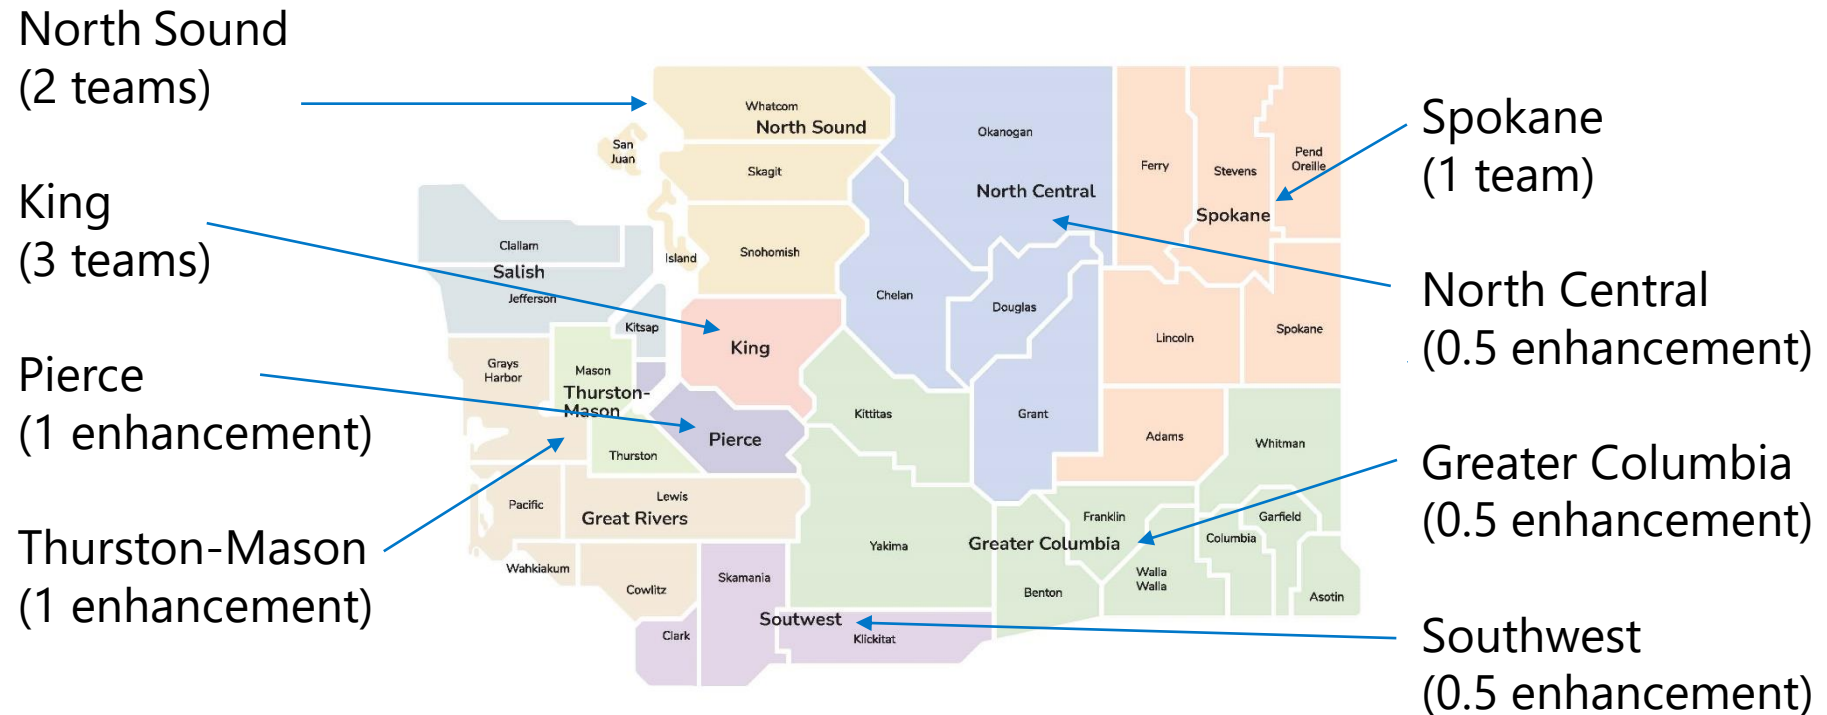 North Sound
(2 teams)
King
(3 teams)
Pierce
(1 enhancement)
Thurston-Mason
(1 enhancement)
Whatcom
North Sound
San
Juan
Skagit
Island
Snohomish
Clallam
Salish
Jefferson
Kitsap
King
Grays
Harbor
Mason
Thurston-
Mason
Thurston
Pierce
Pacific
Lewis
Great Rivers
Wahkiakum
Cowlitz
Skamania
Clark
Soutwest
Klickitat
Okanogan
North Central
Chelan
Douglas
Grant
Kittitas
Yakima
Greater Columbia
Benton
Franklin
Walla
Walla
Columbia
Garfield
Asotin
Whitman
Adams
Lincoln
Spokane
Ferry
Stevens
Pend
Oreille
Spokane
Spokane
(1 team)
North Central
(0.5 enhancement)
Greater Columbia
(0.5 enhancement)
Southwest
(0.5 enhancement)